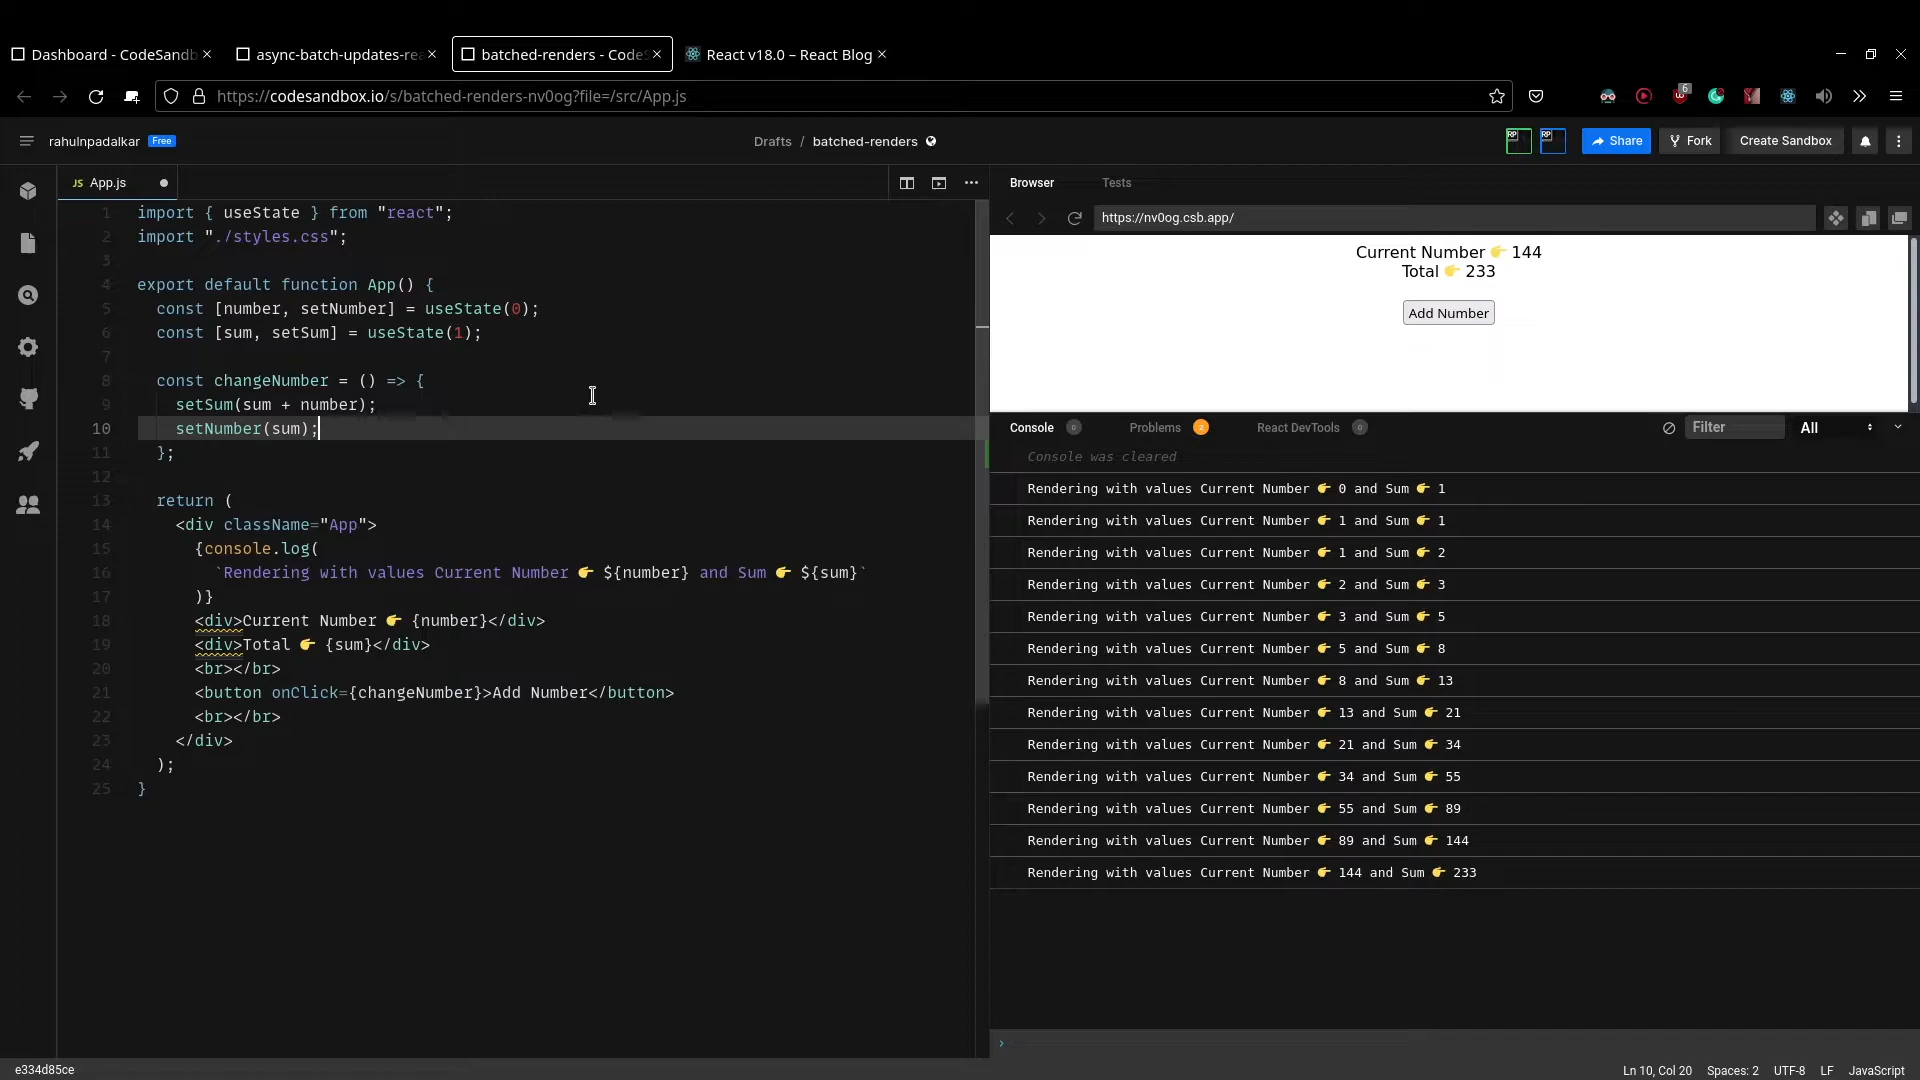 Dashboard - CodeSandb
async-batch-updates-rea
batched-renders - CodeS
React v18.0 – React Blog
https://codesandbox.io/s/batched-renders-nv0og?file=/src/App.js
6
rahulnpadalkar Free
Drafts / batched-renders
RP RP Share Fork Create Sandbox
JS App.js
Browser Tests
https://nv0og.csb.app/
1 import { useState } from "react";
2 import "./styles.css";
3
4 export default function App() {
5 const [number, setNumber] = useState(0);
6 const [sum, setSum] = useState(1);
7
8 const changeNumber = () => {
9 setSum(sum + number);
10 setNumber(sum);
11 };
12
13 return (
14 <div className="App">
15 {console.log(
16 `Rendering with values Current Number 👉 ${number} and Sum 👉 ${sum}`
17 )}
18 <div>Current Number 👉 {number}</div>
19 <div>Total 👉 {sum}</div>
20 <br></br>
21 <button onClick={changeNumber}>Add Number</button>
22 <br></br>
23 </div>
24 );
25 }
Current Number 👉 144
Total 👉 233
Add Number
Console 0 Problems 2 React DevTools 0 Filter All
Console was cleared
Rendering with values Current Number 👉 0 and Sum 👉 1
Rendering with values Current Number 👉 1 and Sum 👉 1
Rendering with values Current Number 👉 1 and Sum 👉 2
Rendering with values Current Number 👉 2 and Sum 👉 3
Rendering with values Current Number 👉 3 and Sum 👉 5
Rendering with values Current Number 👉 5 and Sum 👉 8
Rendering with values Current Number 👉 8 and Sum 👉 13
Rendering with values Current Number 👉 13 and Sum 👉 21
Rendering with values Current Number 👉 21 and Sum 👉 34
Rendering with values Current Number 👉 34 and Sum 👉 55
Rendering with values Current Number 👉 55 and Sum 👉 89
Rendering with values Current Number 👉 89 and Sum 👉 144
Rendering with values Current Number 👉 144 and Sum 👉 233
e334d85ce
Ln 10, Col 20 Spaces: 2 UTF-8 LF JavaScript